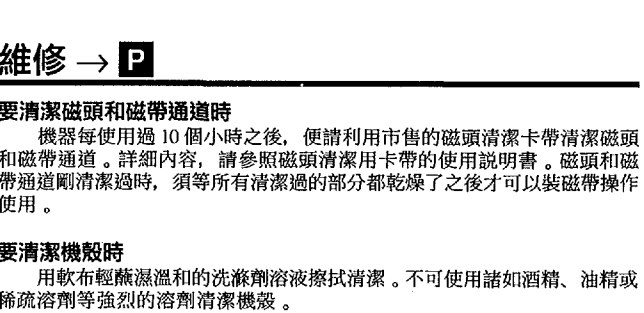 維修 → P
要清潔磁頭和磁帶通道時
機器每使用過 10 個小時之後，便請利用市售的磁頭清潔卡帶清潔磁頭
和磁帶通道。詳細內容，請參照磁頭清潔用卡帶的使用說明書。磁頭和磁
帶通道剛清潔過時，須等所有清潔過的部分都乾燥了之後才可以裝磁帶操作
使用。
要清潔機殼時
用軟布輕蘸濕溫和的洗滌劑溶液擦拭清潔。不可使用諸如酒精、油精或
稀疏溶劑等強烈的溶劑清潔機殼。